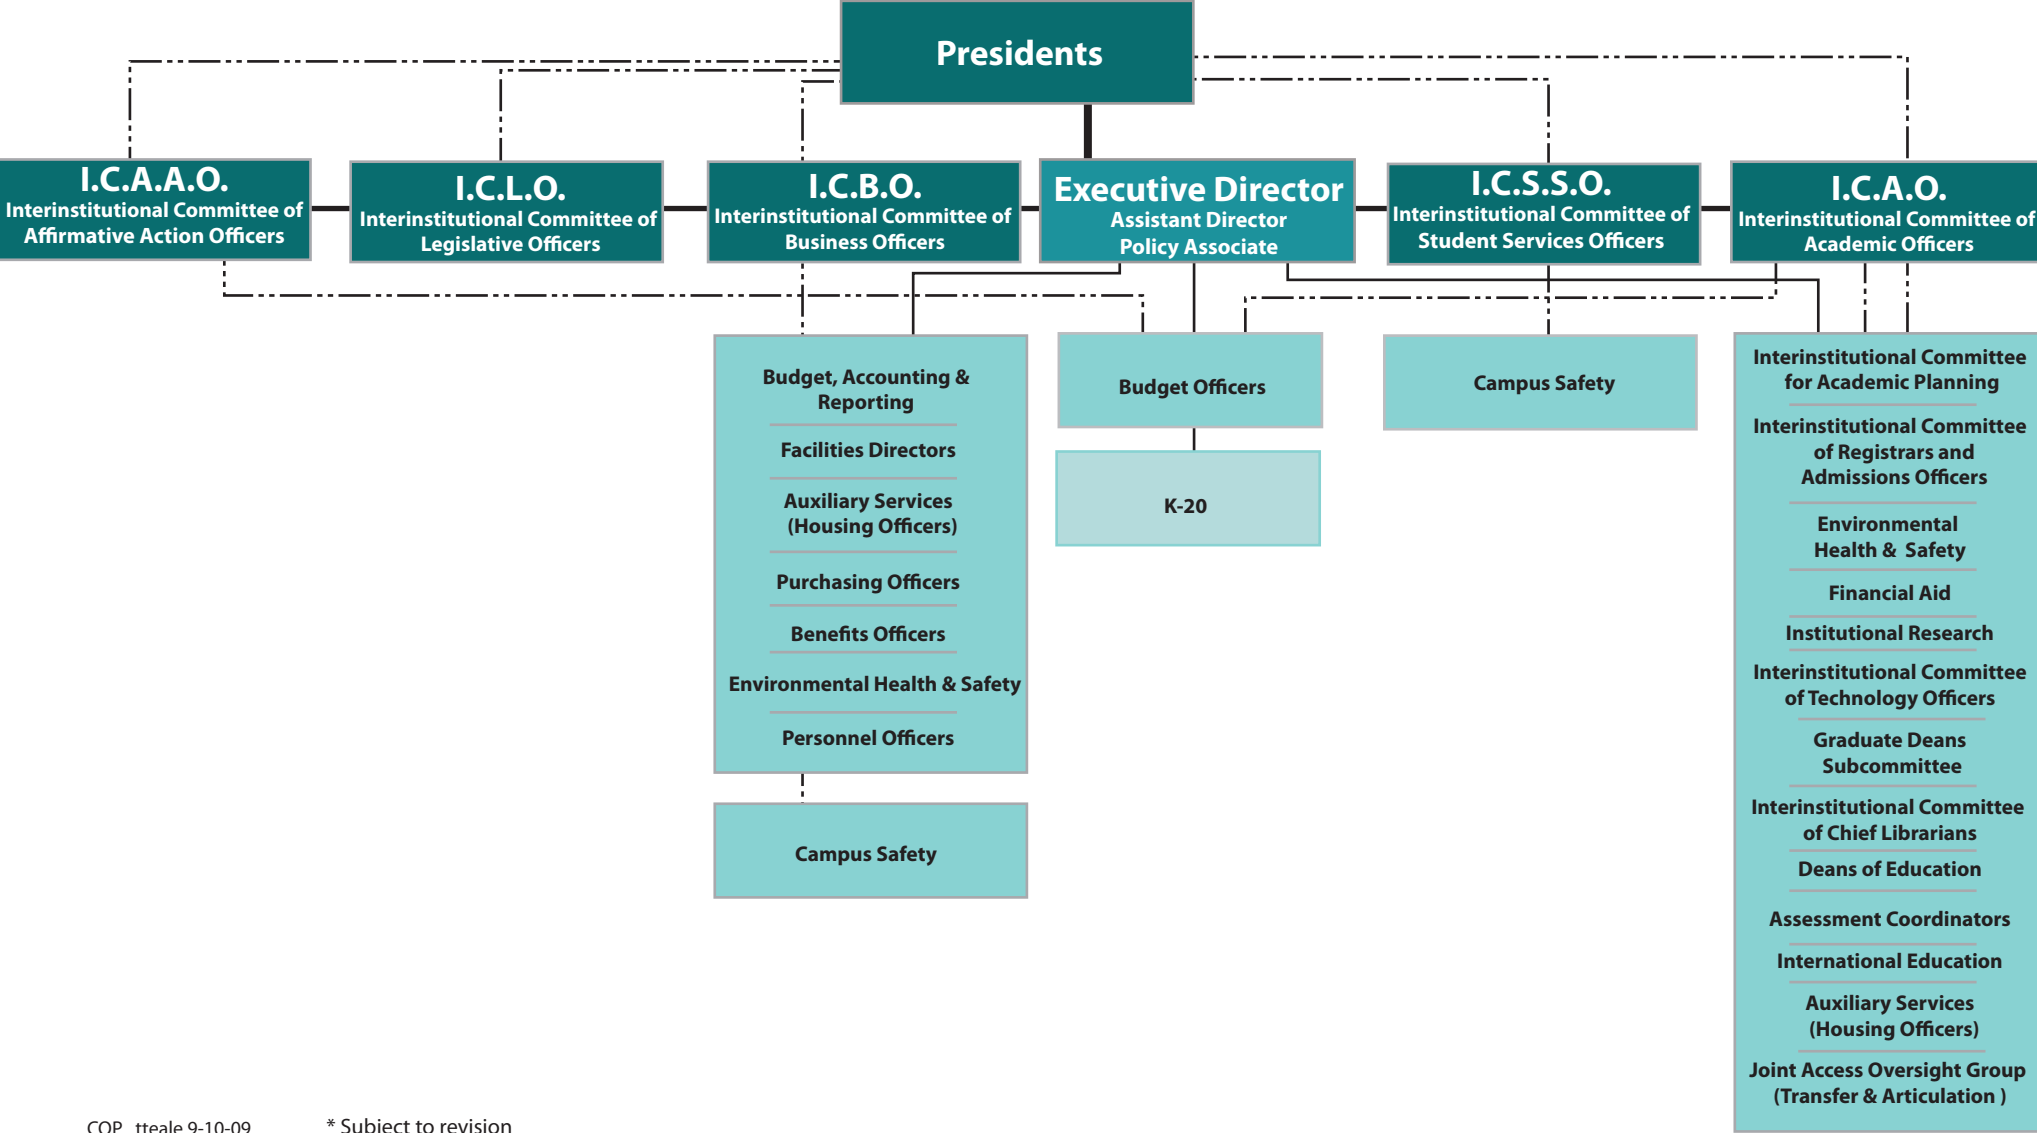 Presidents
I.C.A.A.O.
Interinstitutional Committee of
Affirmative Action Officers
I.C.L.O.
Interinstitutional Committee of
Legislative Officers
I.C.B.O.
Interinstitutional Committee of
Business Officers
Executive Director
Assistant Director
Policy Associate
I.C.S.S.O.
Interinstitutional Committee of
Student Services Officers
I.C.A.O.
Interinstitutional Committee of
Academic Officers
Budget, Accounting &
Reporting
Facilities Directors
Auxiliary Services
(Housing Officers)
Purchasing Officers
Benefits Officers
Environmental Health & Safety
Personnel Officers
Campus Safety
Budget Officers
K-20
Campus Safety
Interinstitutional Committee
for Academic Planning
Interinstitutional Committee
of Registrars and
Admissions Officers
Environmental
Health & Safety
Financial Aid
Institutional Research
Interinstitutional Committee
of Technology Officers
Graduate Deans
Subcommittee
Interinstitutional Committee
of Chief Librarians
Deans of Education
Assessment Coordinators
International Education
Auxiliary Services
(Housing Officers)
Joint Access Oversight Group
(Transfer & Articulation )
COP tteale 9-10-09 * Subject to revision